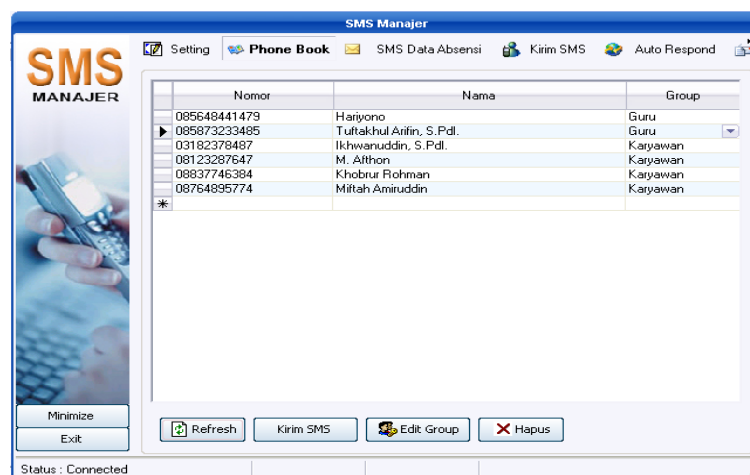 SMS Manajer
SMS
MANAJER
Setting Phone Book SMS Data Absensi Kirim SMS Auto Respond
Nomor Nama Group
085648441479 Hariyono Guru
085873233485 Tuftakhul Arifin, S.Pdl. Guru
03182378487 Ikhwanuddin, S.Pdl. Karyawan
08123287647 M. Afthon Karyawan
08837746384 Khobrur Rohman Karyawan
08764895774 Miftah Amiruddin Karyawan
Minimize
Exit
Refresh Kirim SMS Edit Group Hapus
Status : Connected